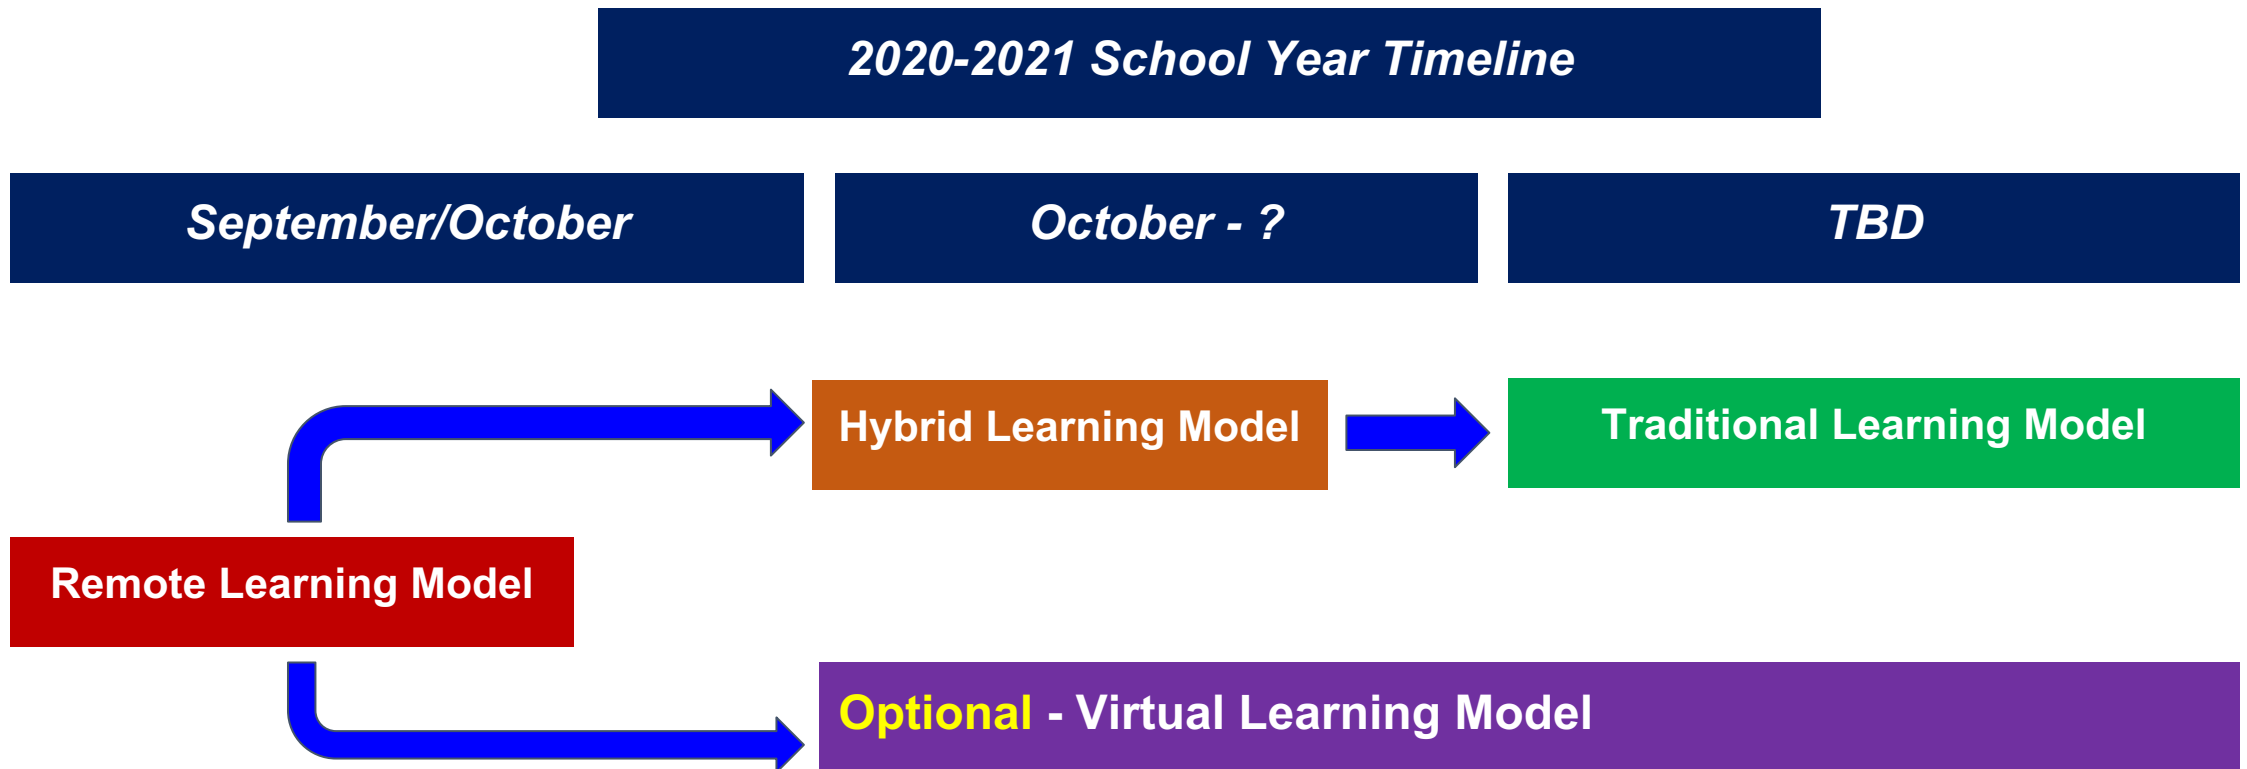 2020-2021 School Year Timeline
September/October
October - ?
TBD
Hybrid Learning Model
Traditional Learning Model
Remote Learning Model
Optional - Virtual Learning Model